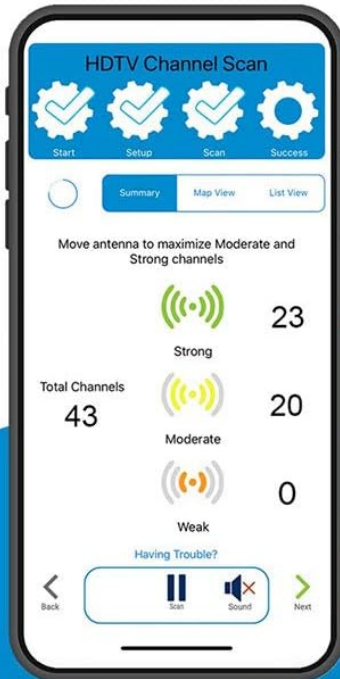 HDTV Channel Scan
Start Setup Scan Success
Summary Map View List View
Move antenna to maximize Moderate and
Strong channels
23
Strong
Total Channels
43
20
Moderate
0
Weak
Having Trouble?
Back Scan Sound Next